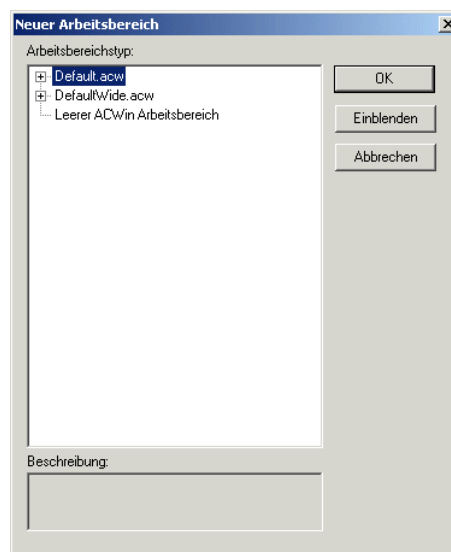 Neuer Arbeitsbereich
Arbeitsbereichstyp:
Default.acw
DefaultWide.acw
Leerer ACWin Arbeitsbereich
OK
Einblenden
Abbrechen
Beschreibung: